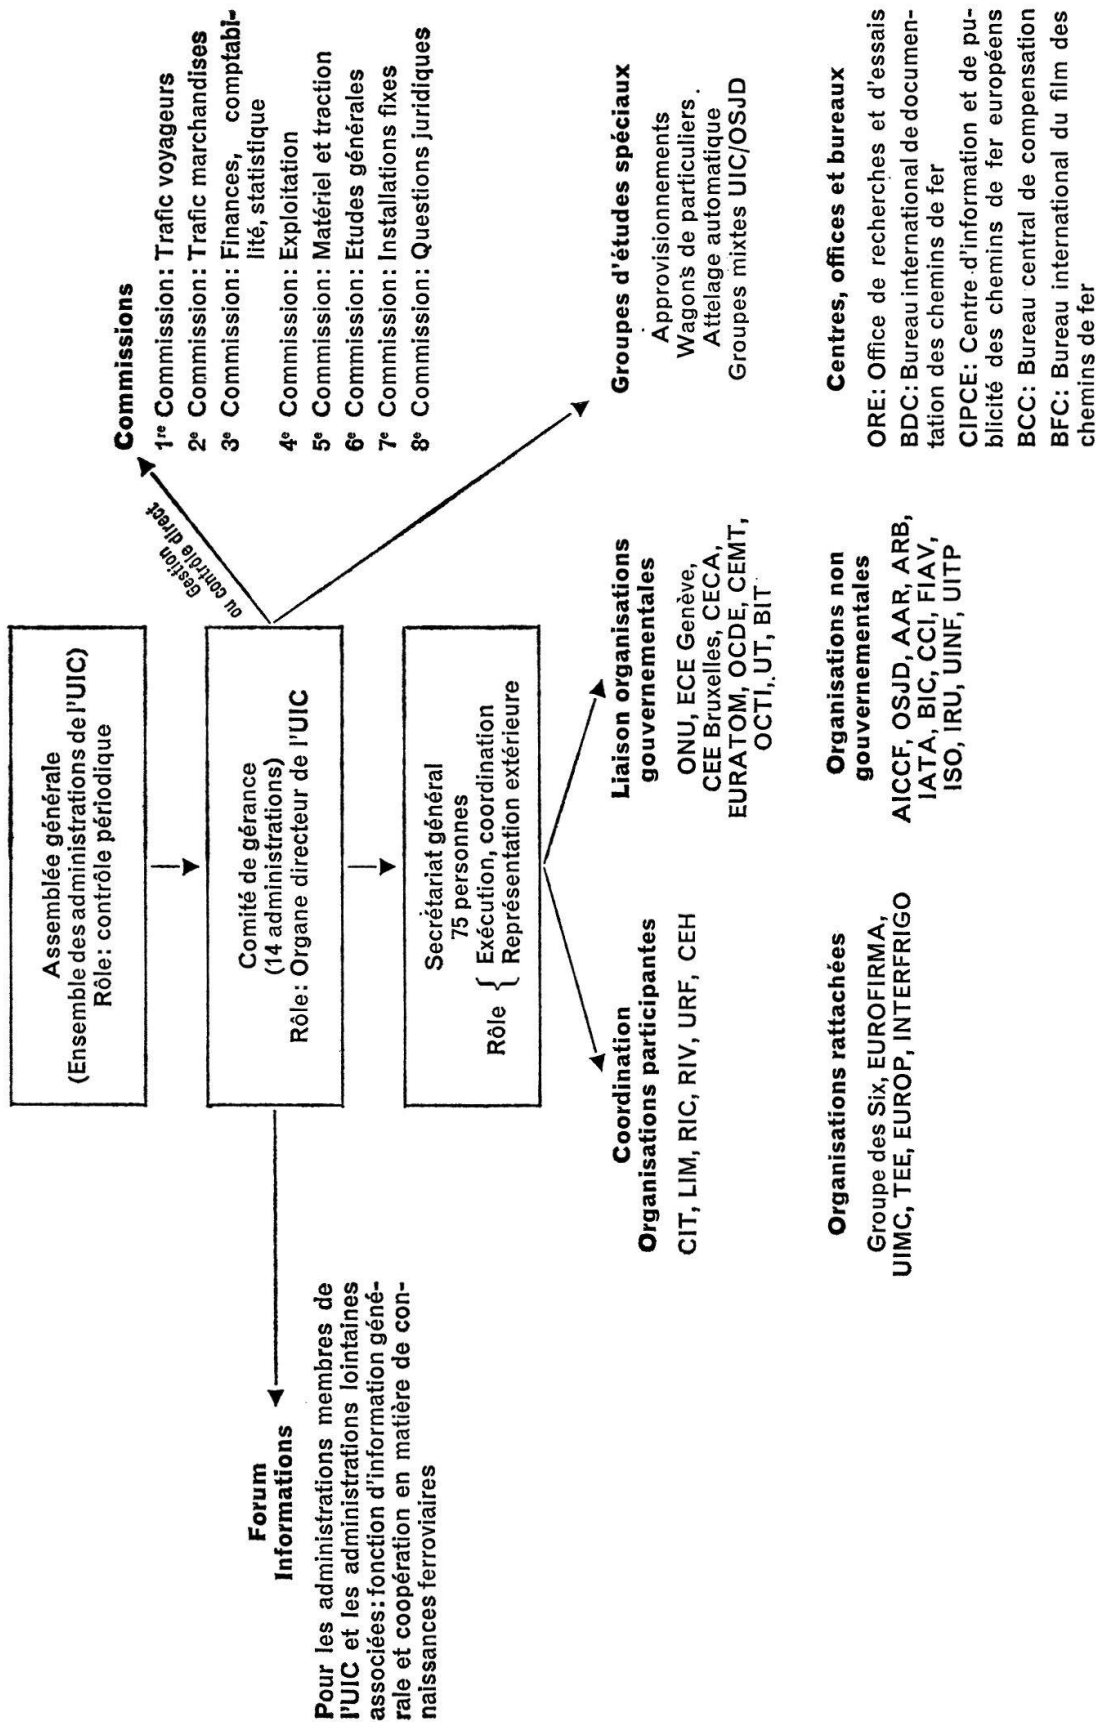 Assemblée générale
(Ensemble des administrations de l'UIC)
Rôle: contrôle périodique
Comité de gérance
(14 administrations)
Rôle: Organe directeur de l'UIC
Secrétariat général
75 personnes
Rôle { Exécution, coordination
Représentation extérieure
Forum
Informations
Pour les administrations membres de
l'UIC et les administrations lointaines
associées: fonction d'information géné-
rale et coopération en matière de con-
naissances ferroviaires
Gestion
ou contrôle direct
Commissions
1re Commission: Trafic voyageurs
2e Commission: Trafic marchandises
3e Commission: Finances, comptabi-
lité, statistique
4e Commission: Exploitation
5e Commission: Matériel et traction
6e Commission: Etudes générales
7e Commission: Installations fixes
8e Commission: Questions juridiques
Coordination
Organisations participantes
CIT, LIM, RIC, RIV, URF, CEH
Liaison organisations
gouvernementales
ONU, ECE Genève,
CEE Bruxelles, CECA,
EURATOM, OCDE, CEMT,
OCTI, UT, BIT
Groupes d'études spéciaux
Approvisionnements
Wagons de particuliers.
Attelage automatique
Groupes mixtes UIC/OSJD
Organisations rattachées
Groupe des Six, EUROFIRMA,
UIMC, TEE, EUROP, INTERFRIGO
Organisations non
gouvernementales
AICCF, OSJD, AAR, ARB,
IATA, BIC, CCI, FIAV,
ISO, IRU, UINF, UITP
Centres, offices et bureaux
ORE: Office de recherches et d'essais
BDC: Bureau international de documen-
tation des chemins de fer
CIPCE: Centre d'information et de pu-
blicité des chemins de fer européens
BCC: Bureau central de compensation
BFC: Bureau international du film des
chemins de fer